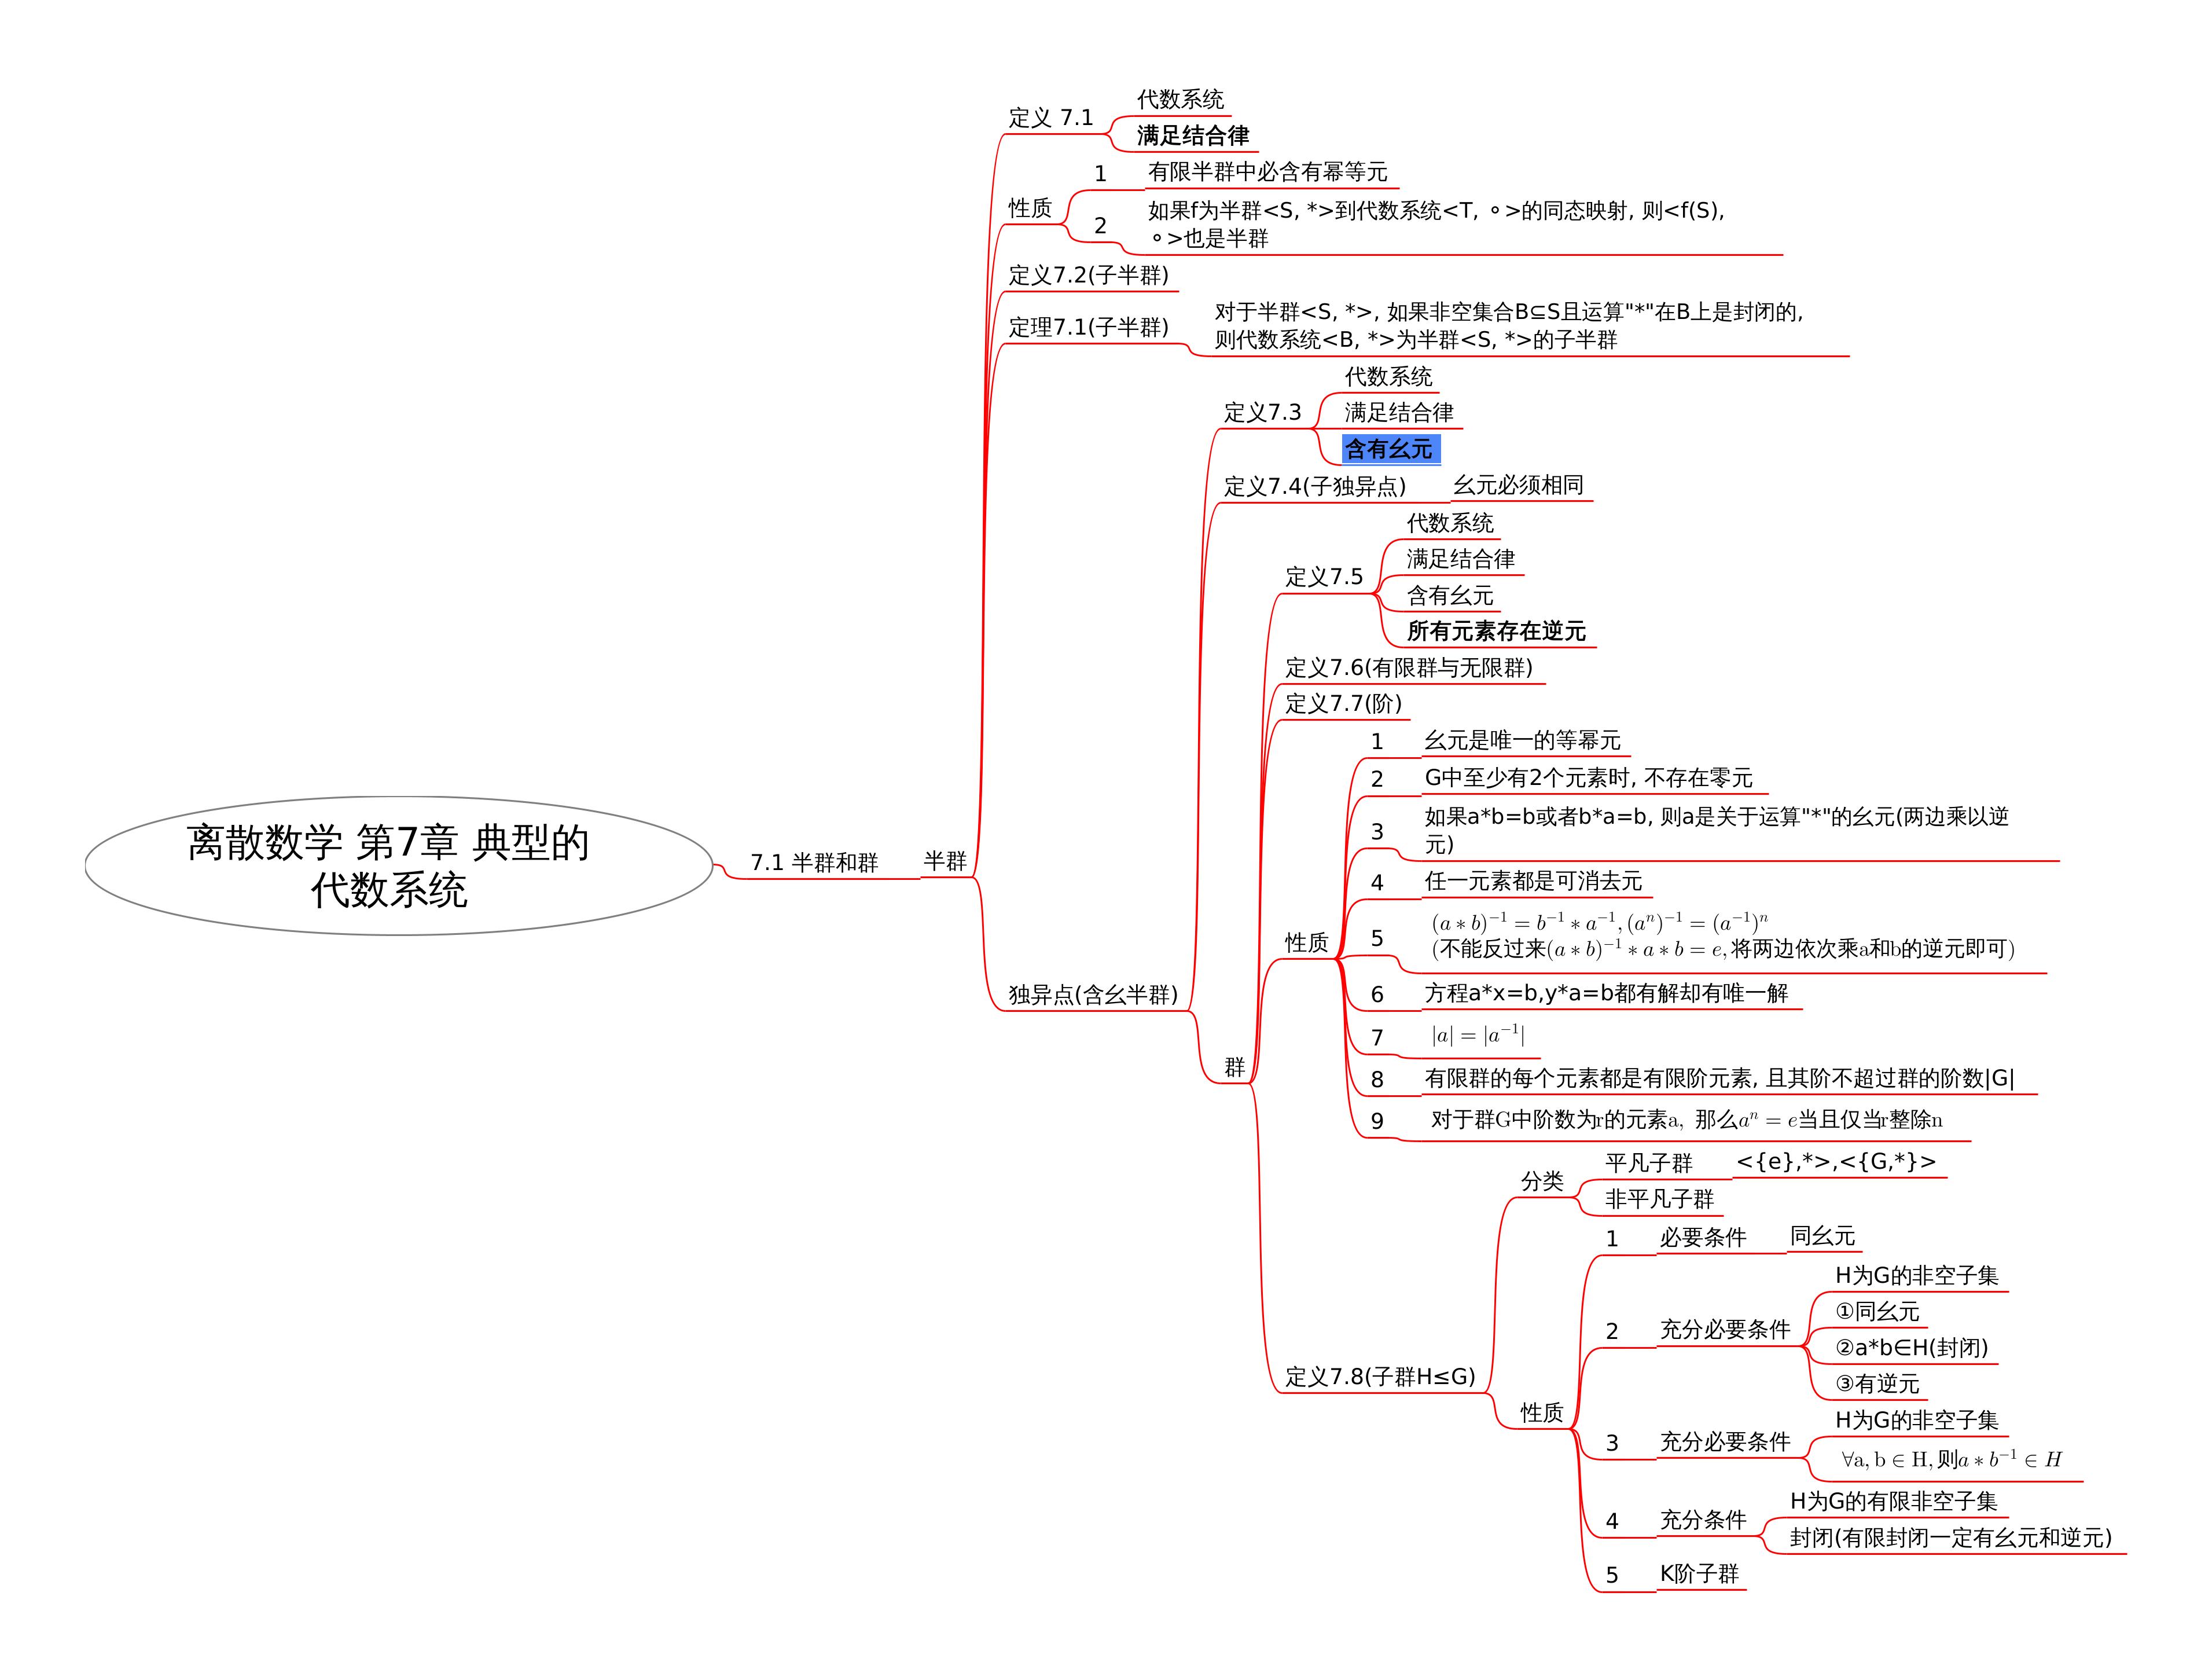 离散数学 第7章 典型的
代数系统
7.1 半群和群
半群
定义 7.1
代数系统
满足结合律
性质
1
有限半群中必含有幂等元
2
如果f为半群<S, *>到代数系统<T, ∘>的同态映射, 则<f(S),
∘>也是半群
定义7.2(子半群)
定理7.1(子半群)
对于半群<S, *>, 如果非空集合B⊆S且运算"*"在B上是封闭的,
则代数系统<B, *>为半群<S, *>的子半群
独异点(含幺半群)
定义7.3
代数系统
满足结合律
含有幺元
定义7.4(子独异点)
幺元必须相同
群
定义7.5
代数系统
满足结合律
含有幺元
所有元素存在逆元
定义7.6(有限群与无限群)
定义7.7(阶)
性质
1
幺元是唯一的等幂元
2
G中至少有2个元素时, 不存在零元
3
如果a*b=b或者b*a=b, 则a是关于运算"*"的幺元(两边乘以逆
元)
4
任一元素都是可消去元
5
(a∗b)⁻¹ = b⁻¹∗a⁻¹, (aⁿ)⁻¹ = (a⁻¹)ⁿ
(不能反过来(a∗b)⁻¹∗a∗b = e, 将两边依次乘a和b的逆元即可)
6
方程a*x=b,y*a=b都有解却有唯一解
7
|a| = |a⁻¹|
8
有限群的每个元素都是有限阶元素, 且其阶不超过群的阶数|G|
9
对于群G中阶数为r的元素a, 那么aⁿ = e当且仅当r整除n
定义7.8(子群H≤G)
分类
平凡子群
<{e},*>,<{G,*}>
非平凡子群
性质
1
必要条件
同幺元
2
充分必要条件
H为G的非空子集
①同幺元
②a*b∈H(封闭)
③有逆元
3
充分必要条件
H为G的非空子集
∀a, b ∈ H, 则a∗b⁻¹ ∈ H
4
充分条件
H为G的有限非空子集
封闭(有限封闭一定有幺元和逆元)
5
K阶子群